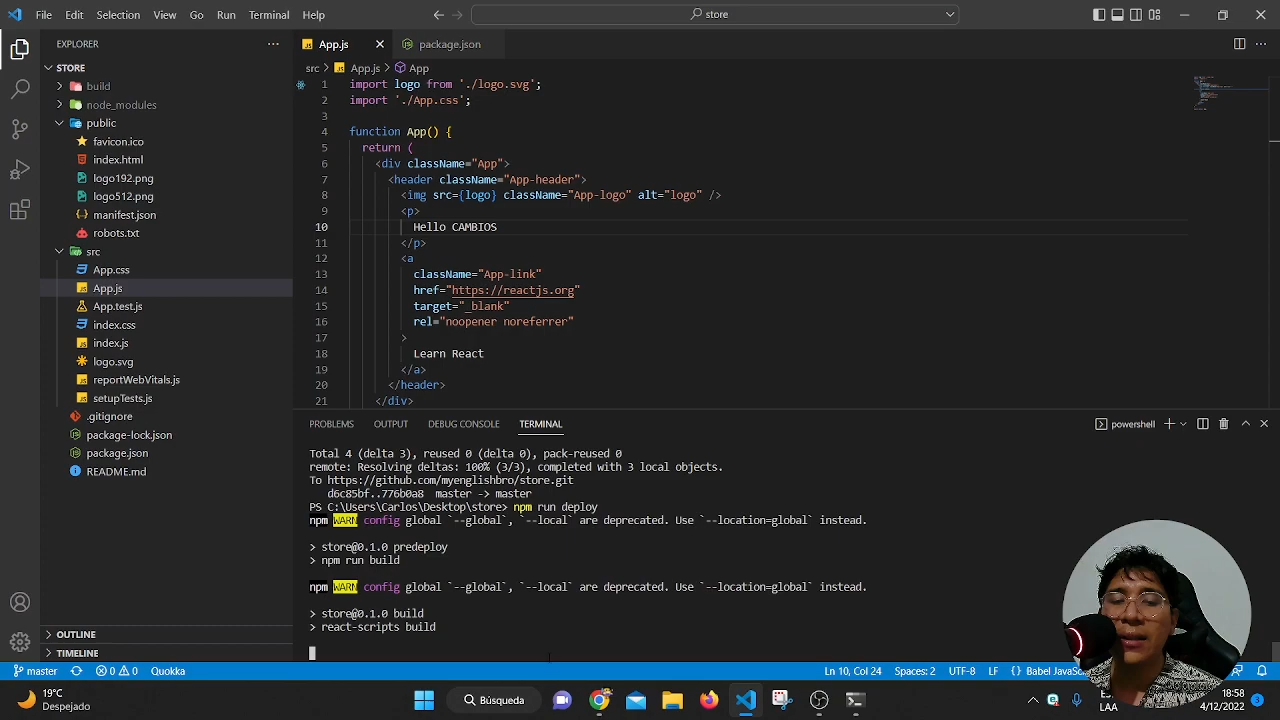 File Edit Selection View Go Run Terminal Help
store
EXPLORER
STORE
build
node_modules
public
favicon.ico
index.html
logo192.png
logo512.png
manifest.json
robots.txt
src
App.css
App.js
App.test.js
index.css
index.js
logo.svg
reportWebVitals.js
setupTests.js
.gitignore
package-lock.json
package.json
README.md
OUTLINE
TIMELINE
App.js package.json
src > App.js > App
1 import logo from './logo.svg';
2 import './App.css';
3
4 function App() {
5 return (
6 <div className="App">
7 <header className="App-header">
8 <img src={logo} className="App-logo" alt="logo" />
9 <p>
10 Hello CAMBIOS
11 </p>
12 <a
13 className="App-link"
14 href="https://reactjs.org"
15 target="_blank"
16 rel="noopener noreferrer"
17 >
18 Learn React
19 </a>
20 </header>
21 </div>
PROBLEMS OUTPUT DEBUG CONSOLE TERMINAL
powershell
Total 4 (delta 3), reused 0 (delta 0), pack-reused 0
remote: Resolving deltas: 100% (3/3), completed with 3 local objects.
To https://github.com/myenglishbro/store.git
d6c85bf..776b0a8 master -> master
PS C:\Users\Carlos\Desktop\store> npm run deploy
npm WARN config global `--global`, `--local` are deprecated. Use `--location=global` instead.
> store@0.1.0 predeploy
> npm run build
npm WARN config global `--global`, `--local` are deprecated. Use `--location=global` instead.
> store@0.1.0 build
> react-scripts build
master 0 0 Quokka
Ln 10, Col 24 Spaces: 2 UTF-8 LF {} Babel
19°C
Despejado
Búsqueda
LAA
18:58
4/12/2022
3